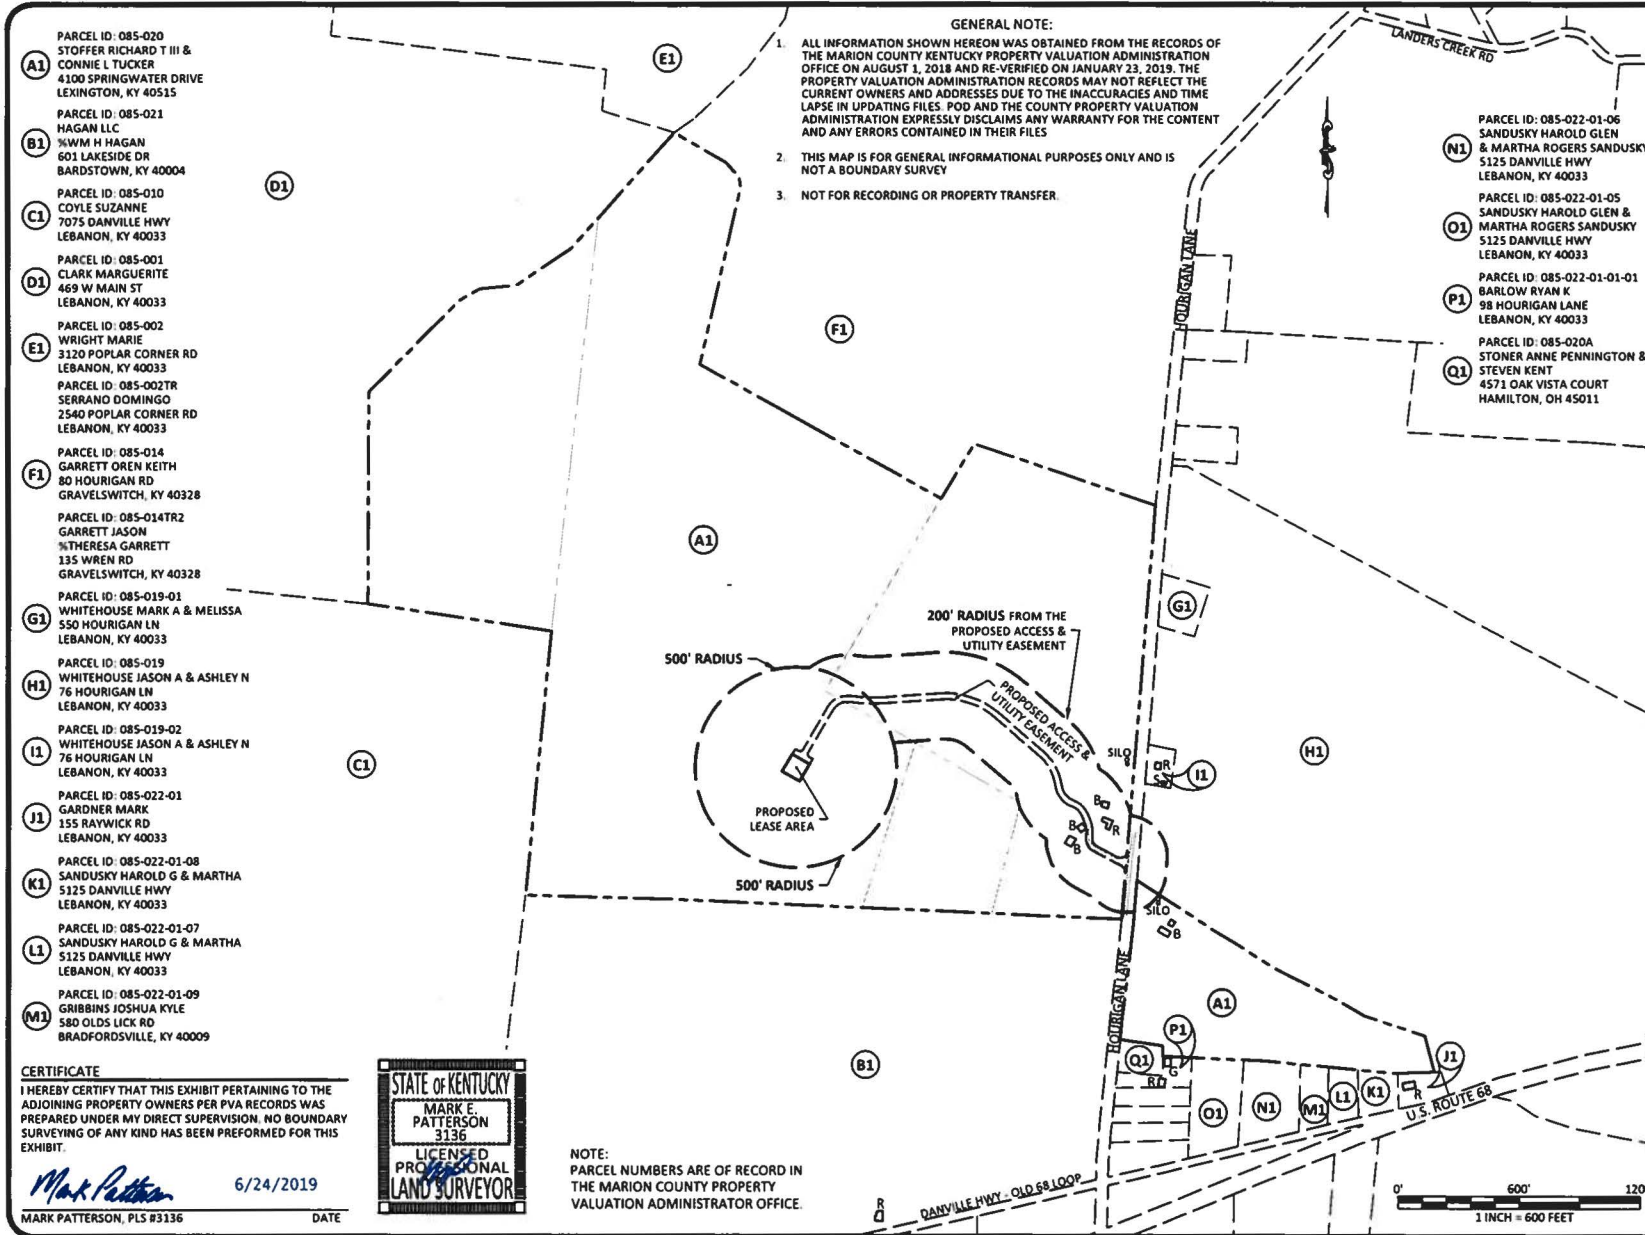 A1
PARCEL ID: 085-020
STOFFER RICHARD T III &
CONNIE L TUCKER
4100 SPRINGWATER DRIVE
LEXINGTON, KY 40515
B1
PARCEL ID: 085-021
HAGAN LLC
%WM H HAGAN
601 LAKESIDE DR
BARDSTOWN, KY 40004
C1
PARCEL ID: 085-010
COYLE SUZANNE
7075 DANVILLE HWY
LEBANON, KY 40033
D1
PARCEL ID: 085-001
CLARK MARGUERITE
469 W MAIN ST
LEBANON, KY 40033
E1
PARCEL ID: 085-002
WRIGHT MARIE
3120 POPLAR CORNER RD
LEBANON, KY 40033
PARCEL ID: 085-002TR
SERRANO DOMINGO
2540 POPLAR CORNER RD
LEBANON, KY 40033
F1
PARCEL ID: 085-014
GARRETT OREN KEITH
80 HOURIGAN RD
GRAVELSWITCH, KY 40328
PARCEL ID: 085-014TR2
GARRETT JASON
%THERESA GARRETT
135 WREN RD
GRAVELSWITCH, KY 40328
G1
PARCEL ID: 085-019-01
WHITEHOUSE MARK A & MELISSA
550 HOURIGAN LN
LEBANON, KY 40033
H1
PARCEL ID: 085-019
WHITEHOUSE JASON A & ASHLEY N
76 HOURIGAN LN
LEBANON, KY 40033
I1
PARCEL ID: 085-019-02
WHITEHOUSE JASON A & ASHLEY N
76 HOURIGAN LN
LEBANON, KY 40033
J1
PARCEL ID: 085-022-01
GARDNER MARK
155 RAYWICK RD
LEBANON, KY 40033
K1
PARCEL ID: 085-022-01-08
SANDUSKY HAROLD G & MARTHA
5125 DANVILLE HWY
LEBANON, KY 40033
L1
PARCEL ID: 085-022-01-07
SANDUSKY HAROLD G & MARTHA
5125 DANVILLE HWY
LEBANON, KY 40033
M1
PARCEL ID: 085-022-01-09
GRIBBINS JOSHUA KYLE
580 OLDS LICK RD
BRADFORDSVILLE, KY 40009
CERTIFICATE
I HEREBY CERTIFY THAT THIS EXHIBIT PERTAINING TO THE
ADJOINING PROPERTY OWNERS PER PVA RECORDS WAS
PREPARED UNDER MY DIRECT SUPERVISION. NO BOUNDARY
SURVEYING OF ANY KIND HAS BEEN PREFORMED FOR THIS
EXHIBIT.
Mark Patterson
6/24/2019
MARK PATTERSON, PLS #3136
DATE
STATE OF KENTUCKY
MARK E.
PATTERSON
3136
LICENSED
PROFESSIONAL
LAND SURVEYOR
NOTE:
PARCEL NUMBERS ARE OF RECORD IN
THE MARION COUNTY PROPERTY
VALUATION ADMINISTRATOR OFFICE.
GENERAL NOTE:
1. ALL INFORMATION SHOWN HEREON WAS OBTAINED FROM THE RECORDS OF
THE MARION COUNTY KENTUCKY PROPERTY VALUATION ADMINISTRATION
OFFICE ON AUGUST 1, 2018 AND RE-VERIFIED ON JANUARY 23, 2019. THE
PROPERTY VALUATION ADMINISTRATION RECORDS MAY NOT REFLECT THE
CURRENT OWNERS AND ADDRESSES DUE TO THE INACCURACIES AND TIME
LAPSE IN UPDATING FILES. POD AND THE COUNTY PROPERTY VALUATION
ADMINISTRATION EXPRESSLY DISCLAIMS ANY WARRANTY FOR THE CONTENT
AND ANY ERRORS CONTAINED IN THEIR FILES
2. THIS MAP IS FOR GENERAL INFORMATIONAL PURPOSES ONLY AND IS
NOT A BOUNDARY SURVEY
3. NOT FOR RECORDING OR PROPERTY TRANSFER.
N1
PARCEL ID: 085-022-01-06
SANDUSKY HAROLD GLEN
& MARTHA ROGERS SANDUSKY
5125 DANVILLE HWY
LEBANON, KY 40033
O1
PARCEL ID: 085-022-01-05
SANDUSKY HAROLD GLEN &
MARTHA ROGERS SANDUSKY
5125 DANVILLE HWY
LEBANON, KY 40033
P1
PARCEL ID: 085-022-01-01-01
BARLOW RYAN K
98 HOURIGAN LANE
LEBANON, KY 40033
Q1
PARCEL ID: 085-020A
STONER ANNE PENNINGTON &
STEVEN KENT
4571 OAK VISTA COURT
HAMILTON, OH 45011
LANDERS CREEK RD
HOURIGAN LANE
E1
D1
F1
A1
G1
200' RADIUS FROM THE
PROPOSED ACCESS &
UTILITY EASEMENT
500' RADIUS
PROPOSED ACCESS &
UTILITY EASEMENT
SILO
R
S
I1
H1
C1
PROPOSED
LEASE AREA
B
R
B
B
500' RADIUS
SILO
B
HOURIGAN LANE
A1
P1
Q1
G
R
J1
R
B1
O1
N1
M1
L1
K1
U.S. ROUTE 68
DANVILLE HWY - OLD 68 LOOP
R
0'
600'
120
1 INCH = 600 FEET